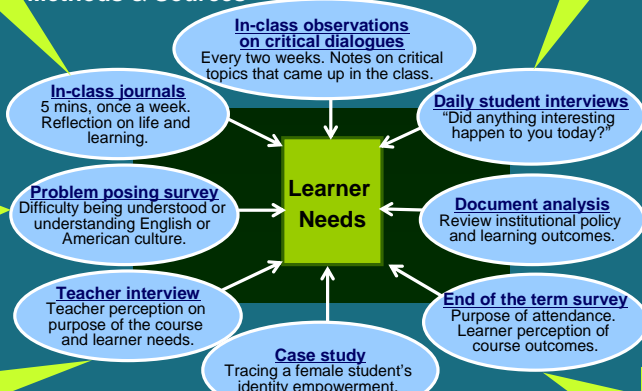 Methods & Sources
In-class observations
on critical dialogues
Every two weeks. Notes on critical
topics that came up in the class.
In-class journals
5 mins, once a week.
Reflection on life and
learning.
Daily student interviews
“Did anything interesting
happen to you today?”
Problem posing survey
Difficulty being understood or
understanding English or
American culture.
Learner
Needs
Document analysis
Review institutional policy
and learning outcomes.
Teacher interview
Teacher perception on
purpose of the course
and learner needs.
End of the term survey
Purpose of attendance.
Learner perception of
course outcomes.
Case study
Tracing a female student’s
identity empowerment.